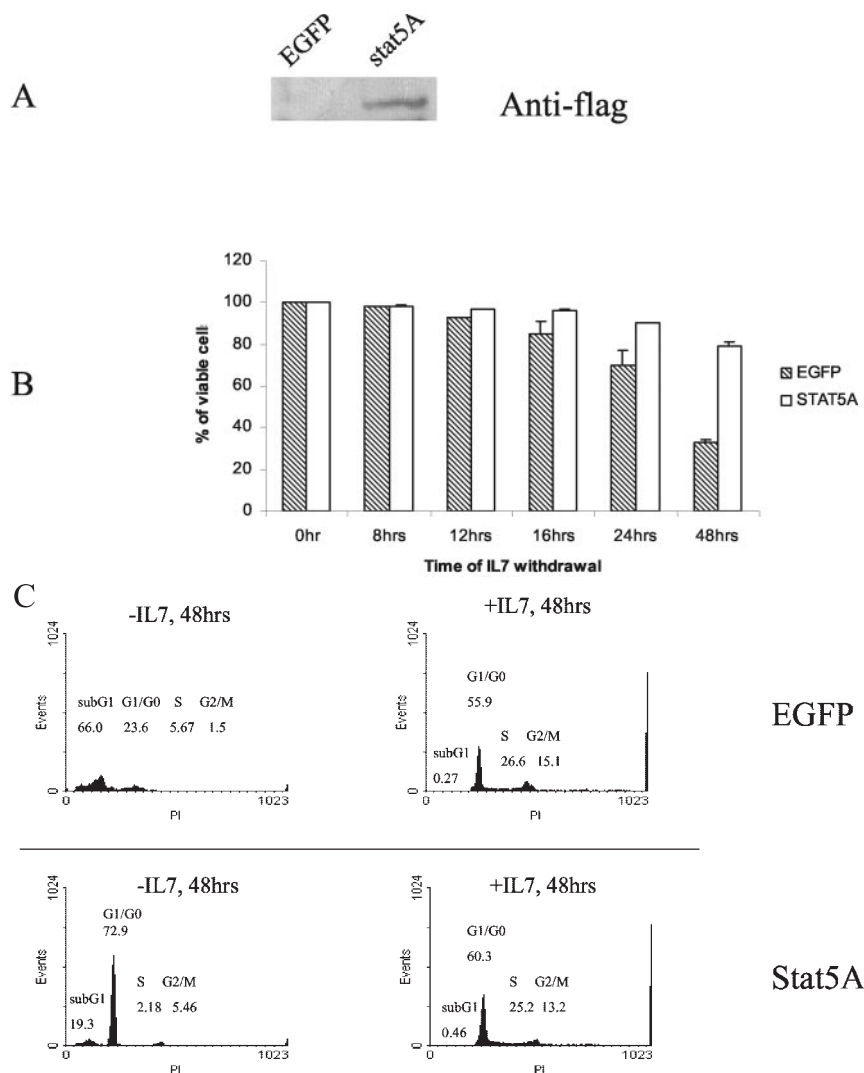 EGFP stat5A
A Anti-flag
B
% of viable cells
120
100
80
60
40
20
0
0hr 8hrs 12hrs 16hrs 24hrs 48hrs
Time of IL7 withdrawal
EGFP
STAT5A
C
-IL7, 48hrs
1024
Events
subG1 G1/G0 S G2/M
66.0 23.6 5.67 1.5
0 1023
PI
+IL7, 48hrs
1024
Events
G1/G0
55.9
S G2/M
subG1 26.6 15.1
0.27
0 1023
PI
EGFP
-IL7, 48hrs
1024
Events
G1/G0
72.9
S G2/M
subG1 2.18 5.46
19.3
0 1023
PI
+IL7, 48hrs
1024
Events
G1/G0
60.3
S G2/M
subG1 25.2 13.2
0.46
0 1023
PI
Stat5A